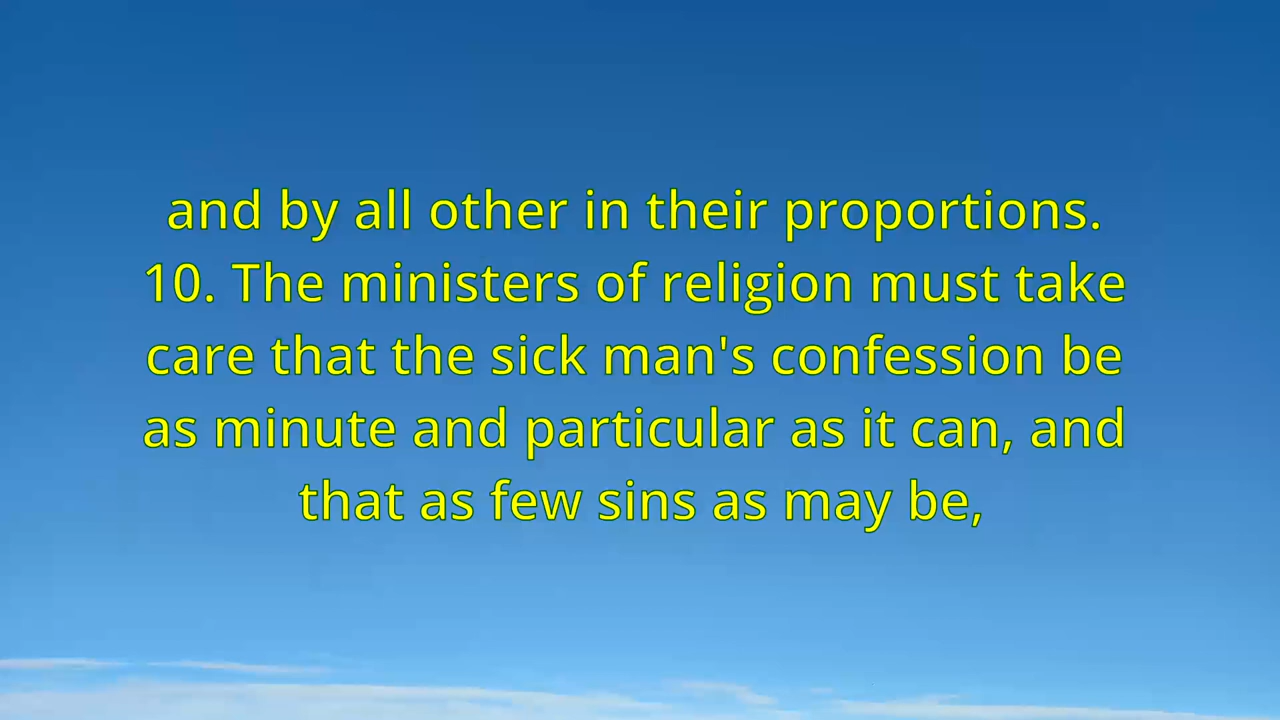 and by all other in their proportions.
10. The ministers of religion must take
care that the sick man's confession be
as minute and particular as it can, and
that as few sins as may be,